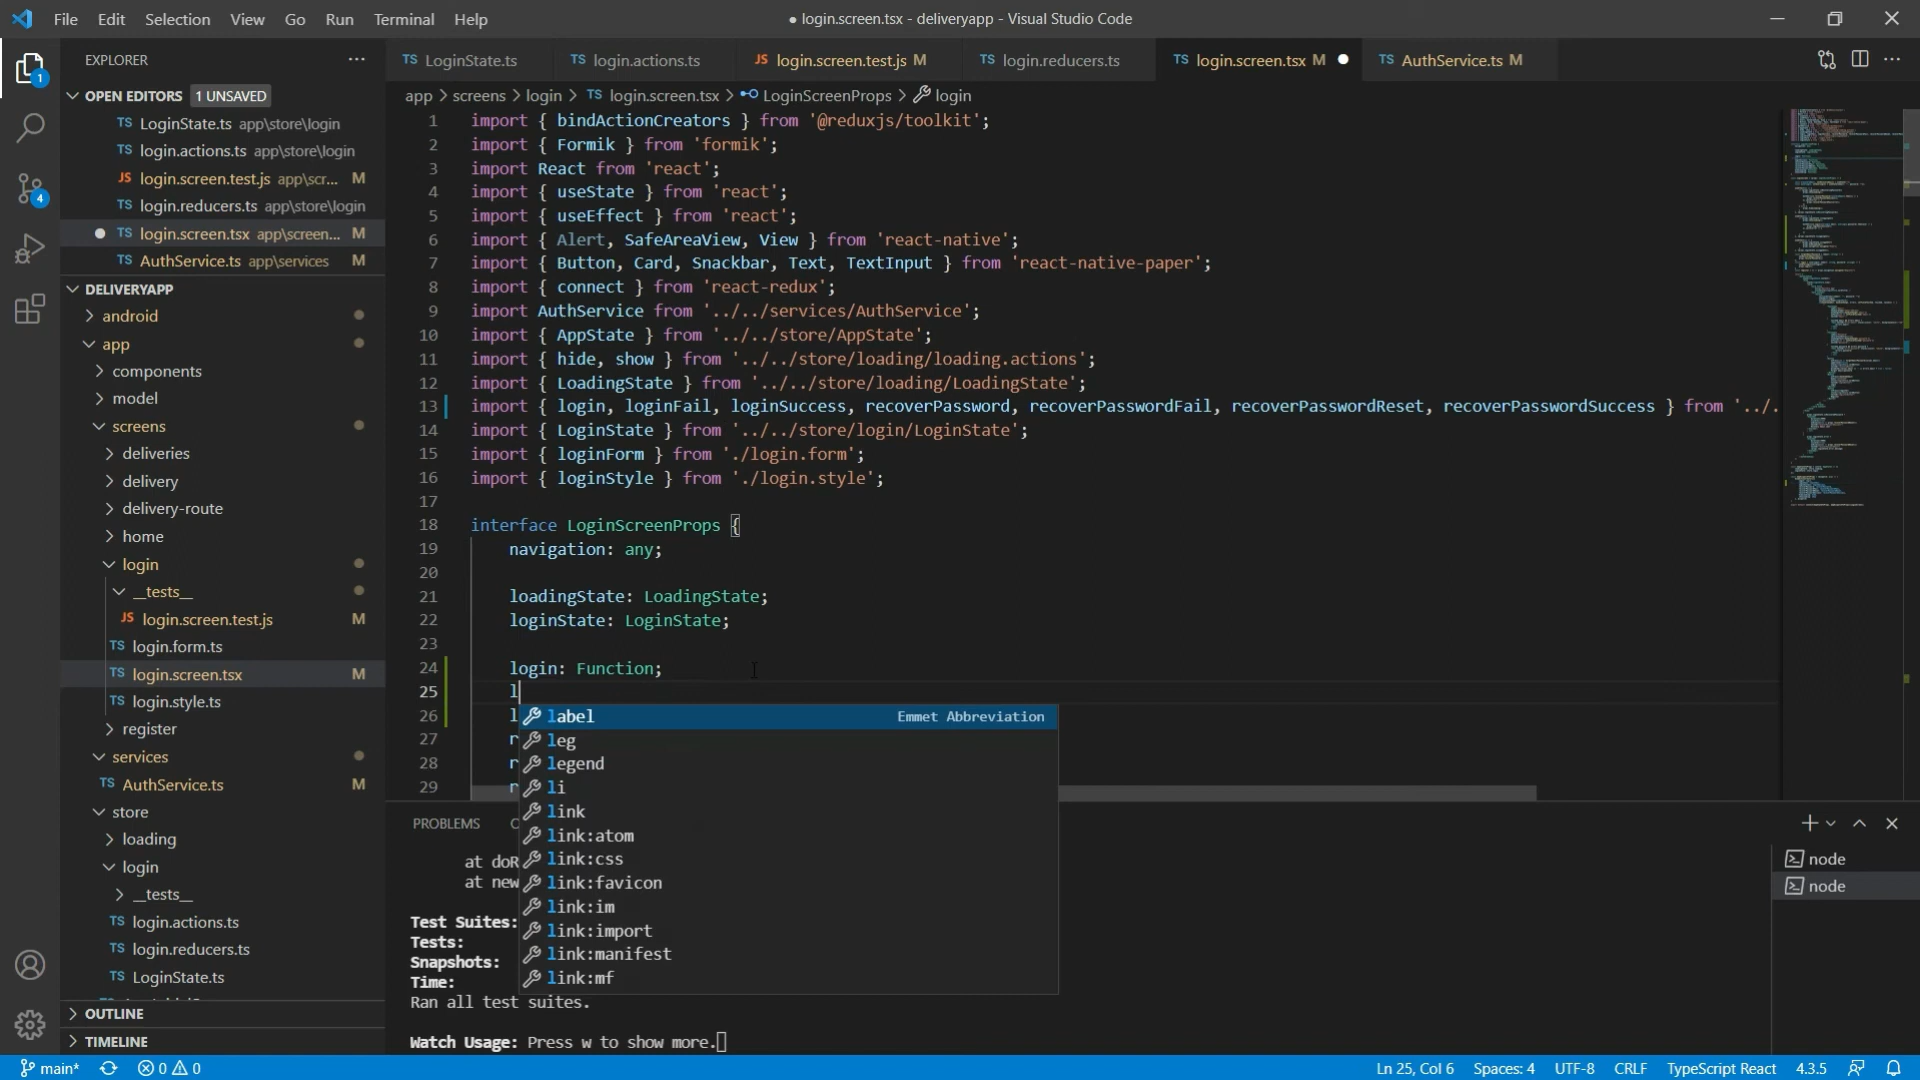 File Edit Selection View Go Run Terminal Help
● login.screen.tsx - deliveryapp - Visual Studio Code
EXPLORER
TS LoginState.ts
TS login.actions.ts
JS login.screen.test.js M
TS login.reducers.ts
TS login.screen.tsx M
TS AuthService.ts M
1
4
OPEN EDITORS 1 UNSAVED
TS LoginState.ts app\store\login
TS login.actions.ts app\store\login
JS login.screen.test.js app\scr... M
TS login.reducers.ts app\store\login
TS login.screen.tsx app\screen... M
TS AuthService.ts app\services M
DELIVERYAPP
android
app
components
model
screens
deliveries
delivery
delivery-route
home
login
__tests__
JS login.screen.test.js M
TS login.form.ts
TS login.screen.tsx M
TS login.style.ts
register
services
TS AuthService.ts M
store
loading
login
__tests__
TS login.actions.ts
TS login.reducers.ts
TS LoginState.ts
OUTLINE
TIMELINE
app > screens > login > TS login.screen.tsx > LoginScreenProps > login
1 import { bindActionCreators } from '@reduxjs/toolkit';
2 import { Formik } from 'formik';
3 import React from 'react';
4 import { useState } from 'react';
5 import { useEffect } from 'react';
6 import { Alert, SafeAreaView, View } from 'react-native';
7 import { Button, Card, Snackbar, Text, TextInput } from 'react-native-paper';
8 import { connect } from 'react-redux';
9 import AuthService from '../../services/AuthService';
10 import { AppState } from '../../store/AppState';
11 import { hide, show } from '../../store/loading/loading.actions';
12 import { LoadingState } from '../../store/loading/LoadingState';
13 import { login, loginFail, loginSuccess, recoverPassword, recoverPasswordFail, recoverPasswordReset, recoverPasswordSuccess } from '../.
14 import { LoginState } from '../../store/login/LoginState';
15 import { loginForm } from './login.form';
16 import { loginStyle } from './login.style';
17
18 interface LoginScreenProps {
19 navigation: any;
20
21 loadingState: LoadingState;
22 loginState: LoginState;
23
24 login: Function;
25 l
26 l
27 r
28 r
29 r
label Emmet Abbreviation
leg
legend
li
link
link:atom
link:css
link:favicon
link:im
link:import
link:manifest
link:mf
PROBLEMS
at doR
at new
Test Suites:
Tests:
Snapshots:
Time:
Ran all test suites.
Watch Usage: Press w to show more.
node
node
main* 0 0
Ln 25, Col 6 Spaces: 4 UTF-8 CRLF TypeScript React 4.3.5